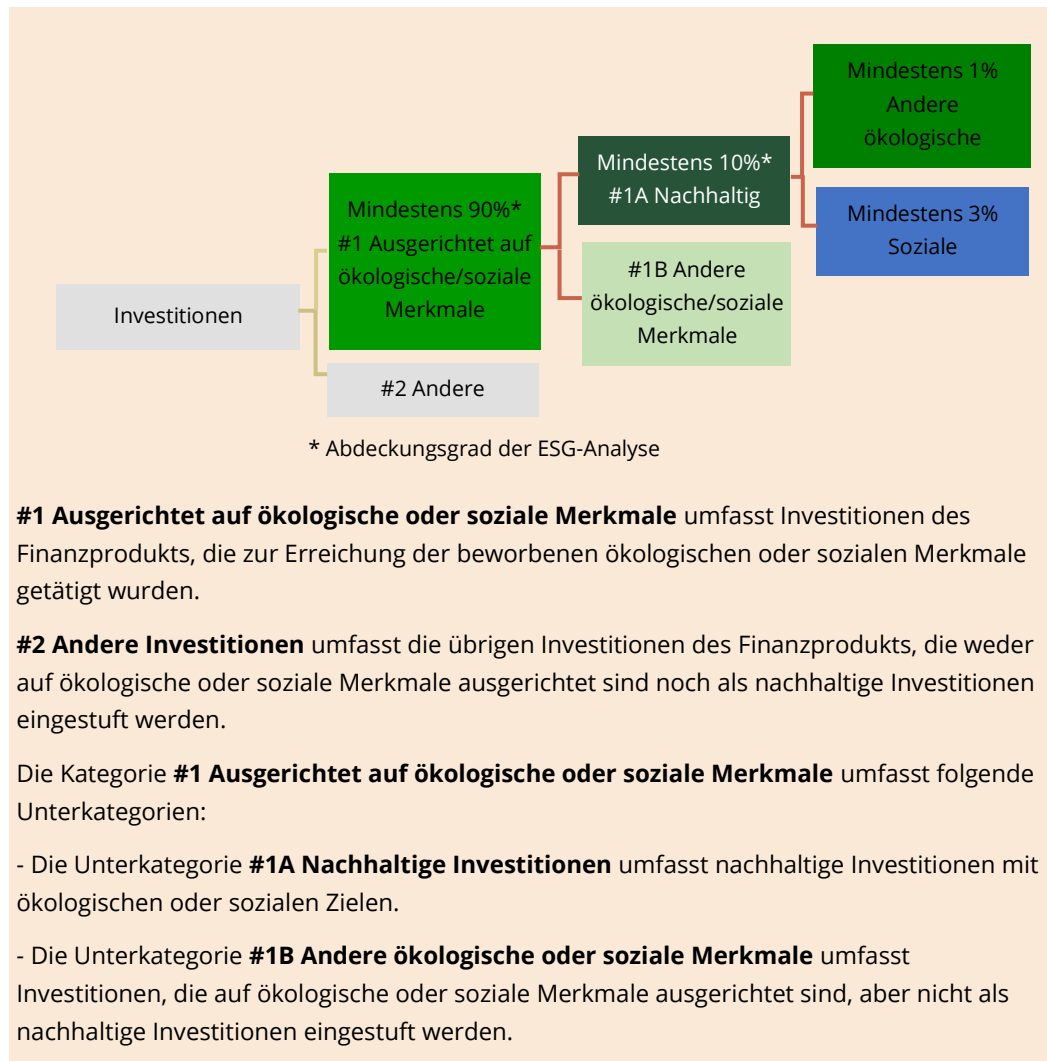 Mindestens 1%
Andere
ökologische
Mindestens 10%*
#1A Nachhaltig
Mindestens 90%*
#1 Ausgerichtet auf
ökologische/soziale
Merkmale
Mindestens 3%
Soziale
#1B Andere
ökologische/soziale
Merkmale
Investitionen
#2 Andere
* Abdeckungsgrad der ESG-Analyse
#1 Ausgerichtet auf ökologische oder soziale Merkmale umfasst Investitionen des
Finanzprodukts, die zur Erreichung der beworbenen ökologischen oder sozialen Merkmale
getätigt wurden.
#2 Andere Investitionen umfasst die übrigen Investitionen des Finanzprodukts, die weder
auf ökologische oder soziale Merkmale ausgerichtet sind noch als nachhaltige Investitionen
eingestuft werden.
Die Kategorie #1 Ausgerichtet auf ökologische oder soziale Merkmale umfasst folgende
Unterkategorien:
- Die Unterkategorie #1A Nachhaltige Investitionen umfasst nachhaltige Investitionen mit
ökologischen oder sozialen Zielen.
- Die Unterkategorie #1B Andere ökologische oder soziale Merkmale umfasst
Investitionen, die auf ökologische oder soziale Merkmale ausgerichtet sind, aber nicht als
nachhaltige Investitionen eingestuft werden.